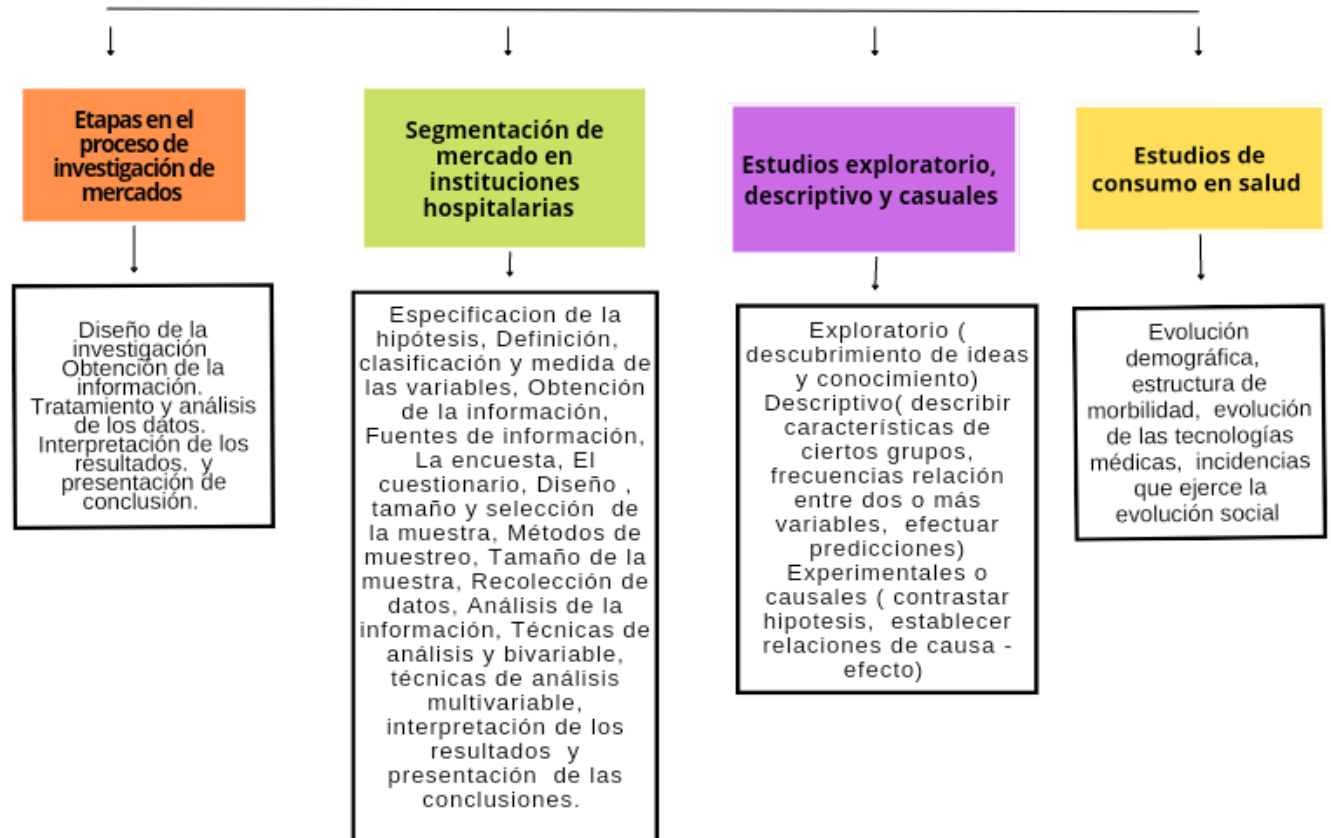 Etapas en el
proceso de
investigación de
mercados
Diseño de la
investigación
Obtención de la
información.
Tratamiento y análisis
de los datos.
Interpretación de los
resultados. y
presentación de
conclusión.
Segmentación de
mercado en
instituciones
hospitalarias
Especificacion de la
hipótesis, Definición,
clasificación y medida de
las variables, Obtención
de la información,
Fuentes de información,
La encuesta, El
cuestionario, Diseño ,
tamaño y selección de
la muestra, Métodos de
muestreo, Tamaño de la
muestra, Recolección de
datos, Análisis de la
información, Técnicas de
análisis y bivariable,
técnicas de análisis
multivariable,
interpretación de los
resultados y
presentación de las
conclusiones.
Estudios exploratorio,
descriptivo y casuales
Exploratorio (
descubrimiento de ideas
y conocimiento)
Descriptivo( describir
características de
ciertos grupos,
frecuencias relación
entre dos o más
variables, efectuar
predicciones)
Experimentales o
causales ( contrastar
hipotesis, establecer
relaciones de causa -
efecto)
Estudios de
consumo en salud
Evolución
demográfica,
estructura de
morbilidad, evolución
de las tecnologías
médicas, incidencias
que ejerce la
evolución social